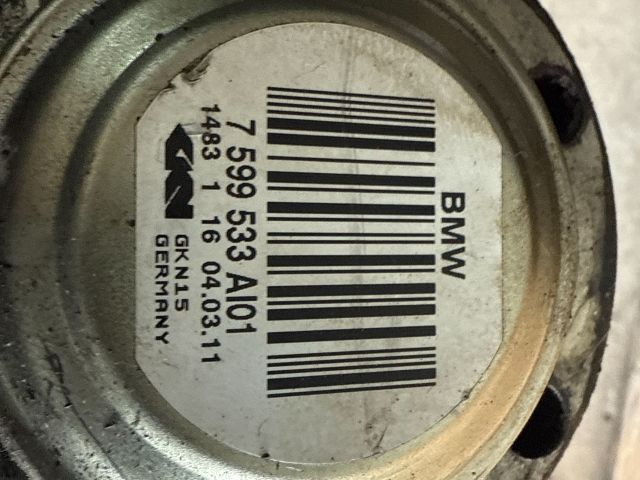 BMW
7 599 533 AI01
1483 1 16 04.03.11
GKN15
GERMANY